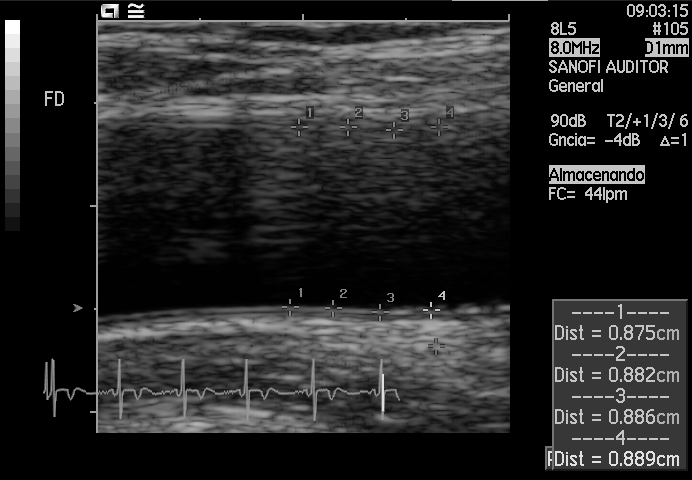 09:03:15
8L5 #105
8.0MHz D1mm
SANOFI AUDITOR
General
FD
90dB T2/+1/3/ 6
Gncia= -4dB Δ=1
Almacenando
FC= 44lpm
1 2 3 4
1 2 3 4
----1----
Dist = 0.875cm
----2----
Dist = 0.882cm
----3----
Dist = 0.886cm
----4----
Dist = 0.889cm